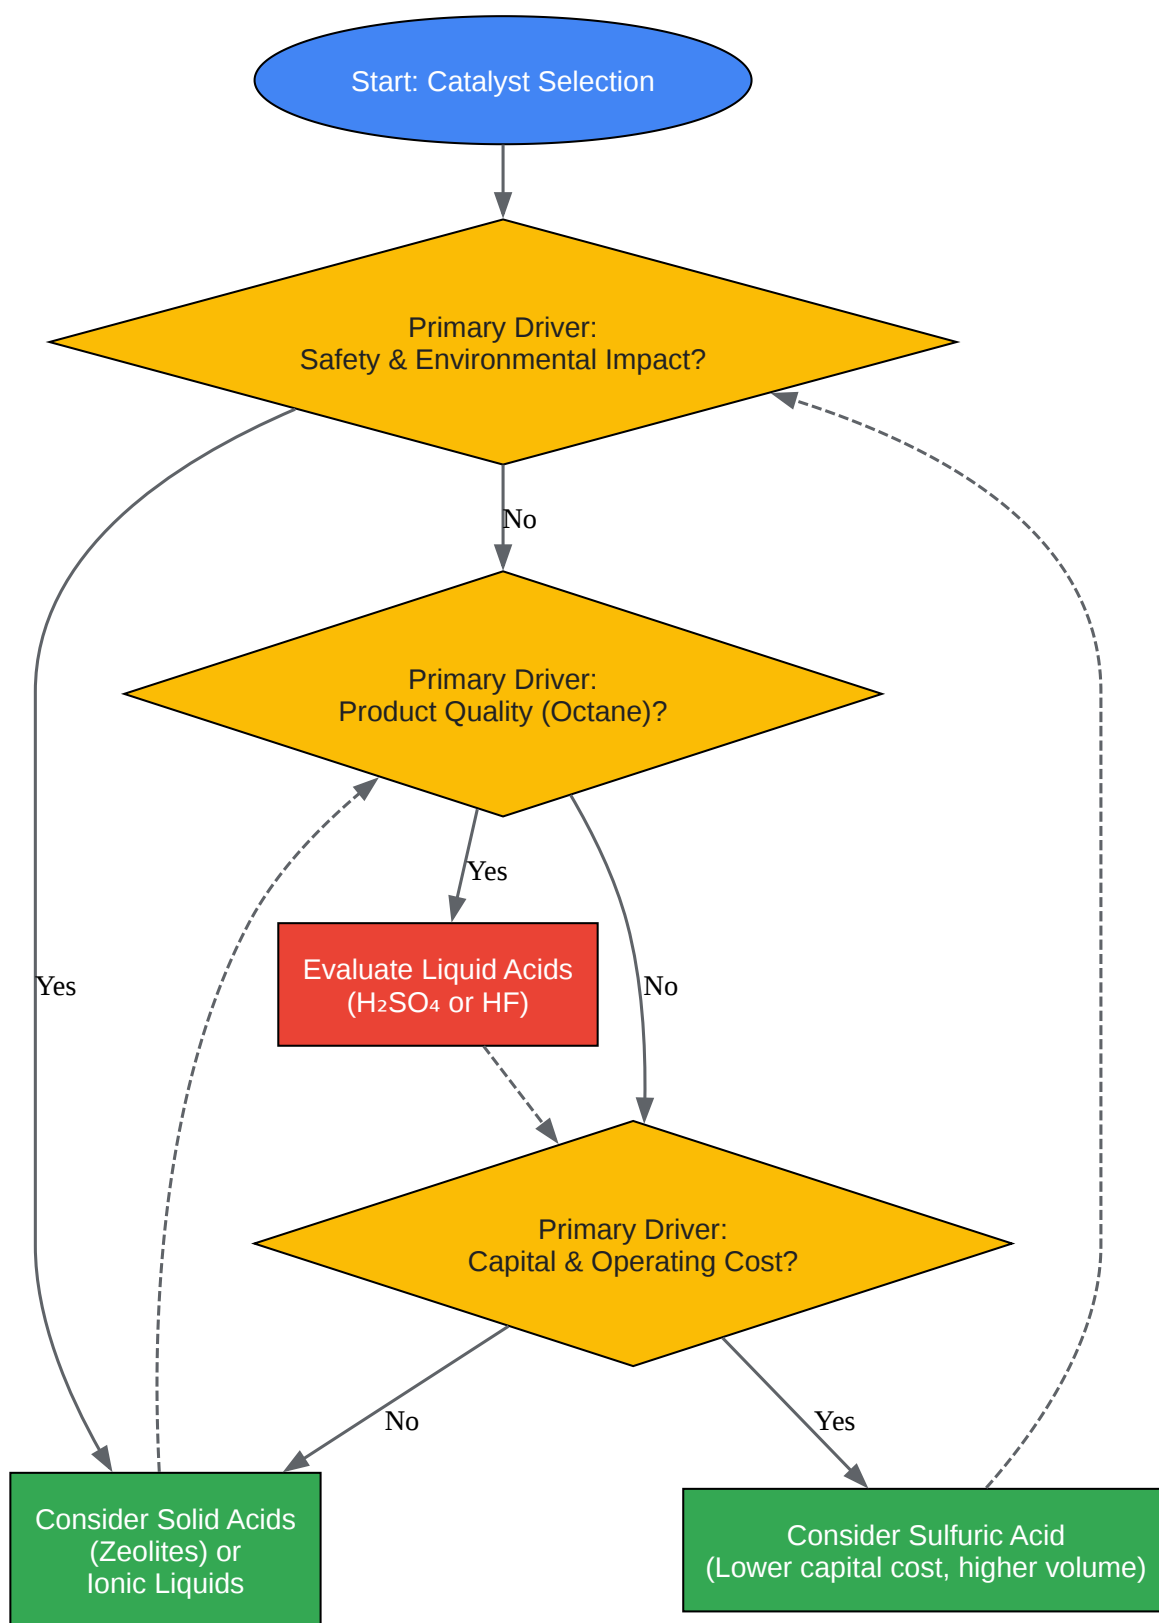 Start: Catalyst Selection
Primary Driver:
Safety & Environmental Impact?
No
Primary Driver:
Product Quality (Octane)?
Yes
Evaluate Liquid Acids
(H₂SO₄ or HF)
No
Yes
Primary Driver:
Capital & Operating Cost?
No
Yes
Consider Solid Acids
(Zeolites) or
Ionic Liquids
Consider Sulfuric Acid
(Lower capital cost, higher volume)